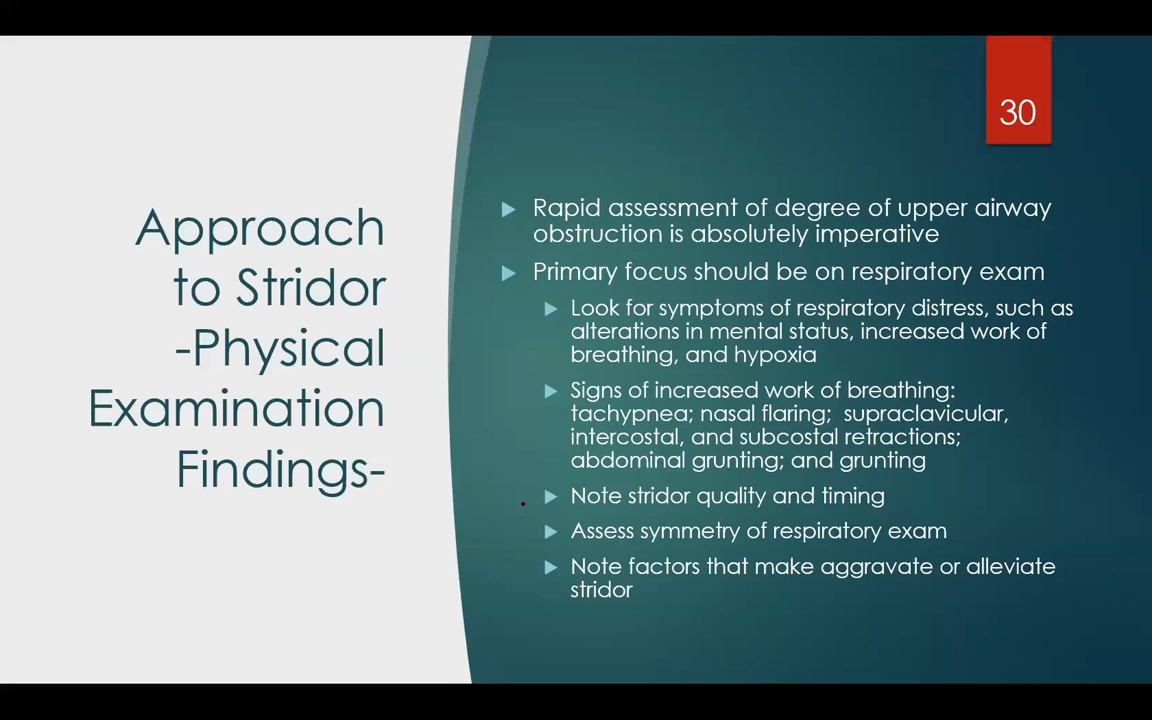 30
Approach
to Stridor
-Physical
Examination
Findings-
Rapid assessment of degree of upper airway
obstruction is absolutely imperative
Primary focus should be on respiratory exam
Look for symptoms of respiratory distress, such as
alterations in mental status, increased work of
breathing, and hypoxia
Signs of increased work of breathing:
tachypnea; nasal flaring;  supraclavicular,
intercostal, and subcostal retractions;
abdominal grunting; and grunting
Note stridor quality and timing
Assess symmetry of respiratory exam
Note factors that make aggravate or alleviate
stridor